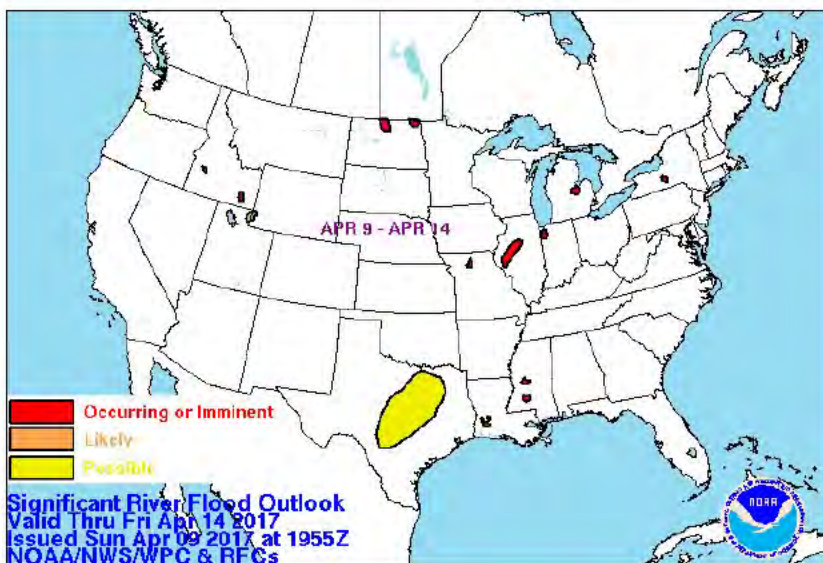 APR 9 - APR 14
Occurring or Imminent
Likely
Possible
Significant River Flood Outlook
Valid Thru Fri Apr 14 2017
Issued Sun Apr 09 2017 at 1955Z
NOAA/NWS/WPC & RFCs
NOAA